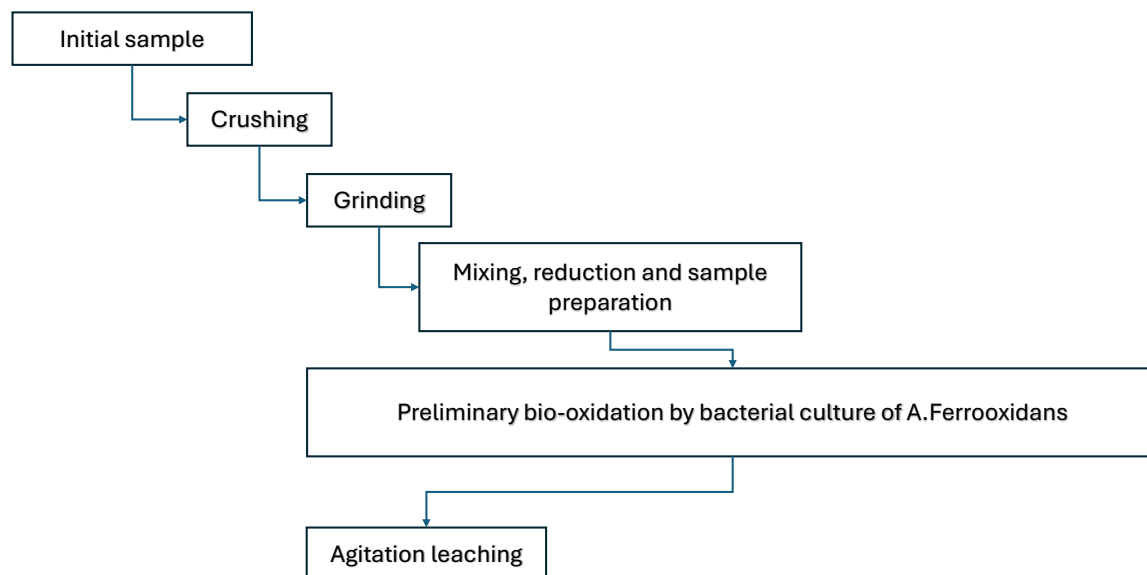 Initial sample
Crushing
Grinding
Mixing, reduction and sample
preparation
Preliminary bio-oxidation by bacterial culture of A.Ferrooxidans
Agitation leaching